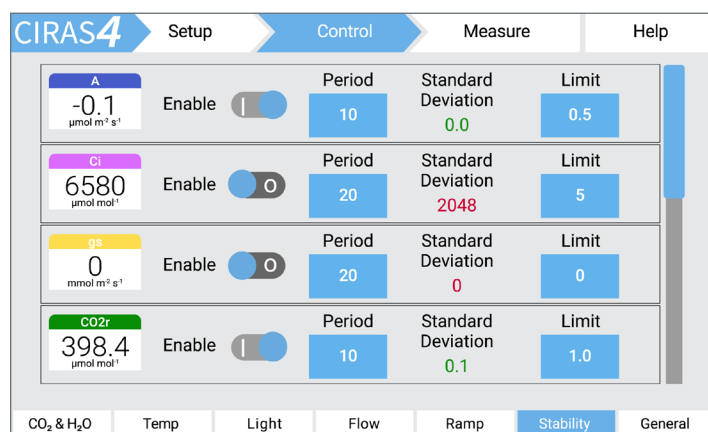 CIRAS4 Setup Control Measure Help
A
-0.1
µmol m⁻² s⁻¹
Enable
I
Period
10
Standard
Deviation
0.0
Limit
0.5
Ci
6580
µmol mol⁻¹
Enable
O
Period
20
Standard
Deviation
2048
Limit
5
gs
0
mmol m⁻² s⁻¹
Enable
O
Period
20
Standard
Deviation
0
Limit
0
CO2r
398.4
µmol mol⁻¹
Enable
I
Period
10
Standard
Deviation
0.1
Limit
1.0
CO₂ & H₂O Temp Light Flow Ramp Stability General